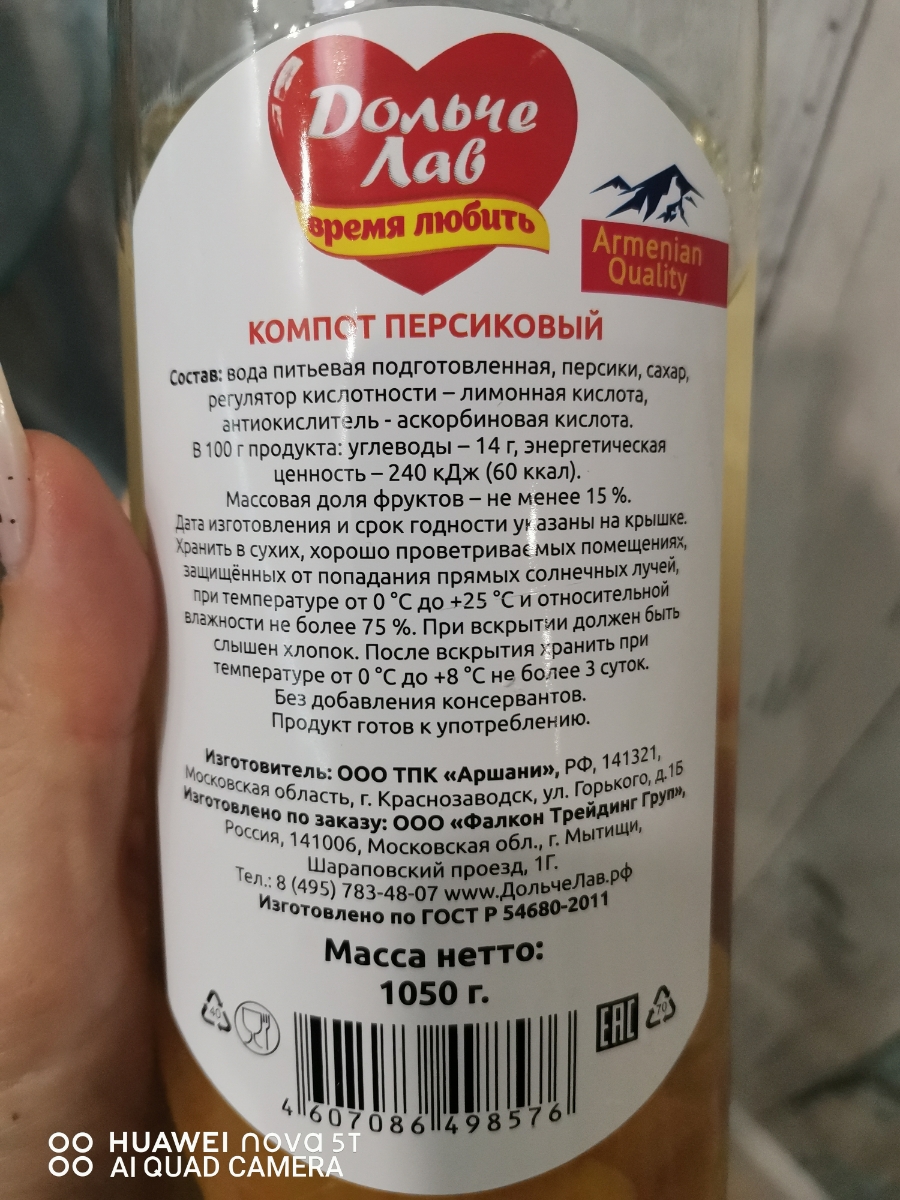 Дольче
Лав
время любить
Armenian
Quality
КОМПОТ ПЕРСИКОВЫЙ
Состав: вода питьевая подготовленная, персики, сахар,
регулятор кислотности – лимонная кислота,
антиокислитель - аскорбиновая кислота.
В 100 г продукта: углеводы – 14 г, энергетическая
ценность – 240 кДж (60 ккал).
Массовая доля фруктов – не менее 15 %.
Дата изготовления и срок годности указаны на крышке.
Хранить в сухих, хорошо проветриваемых помещениях,
защищённых от попадания прямых солнечных лучей,
при температуре от 0 °C до +25 °C и относительной
влажности не более 75 %. При вскрытии должен быть
слышен хлопок. После вскрытия хранить при
температуре от 0 °C до +8 °C не более 3 суток.
Без добавления консервантов.
Продукт готов к употреблению.
Изготовитель: ООО ТПК «Аршани», РФ, 141321,
Московская область, г. Краснозаводск, ул. Горького, д.1Б
Изготовлено по заказу: ООО «Фалкон Трейдинг Груп»,
Россия, 141006, Московская обл., г. Мытищи,
Шараповский проезд, 1Г.
Тел.: 8 (495) 783-48-07 www.ДольчеЛав.рф
Изготовлено по ГОСТ Р 54680-2011
Масса нетто:
1050 г.
40
EAC
70
4 607086 498576
HUAWEI nova 5T
AI QUAD CAMERA